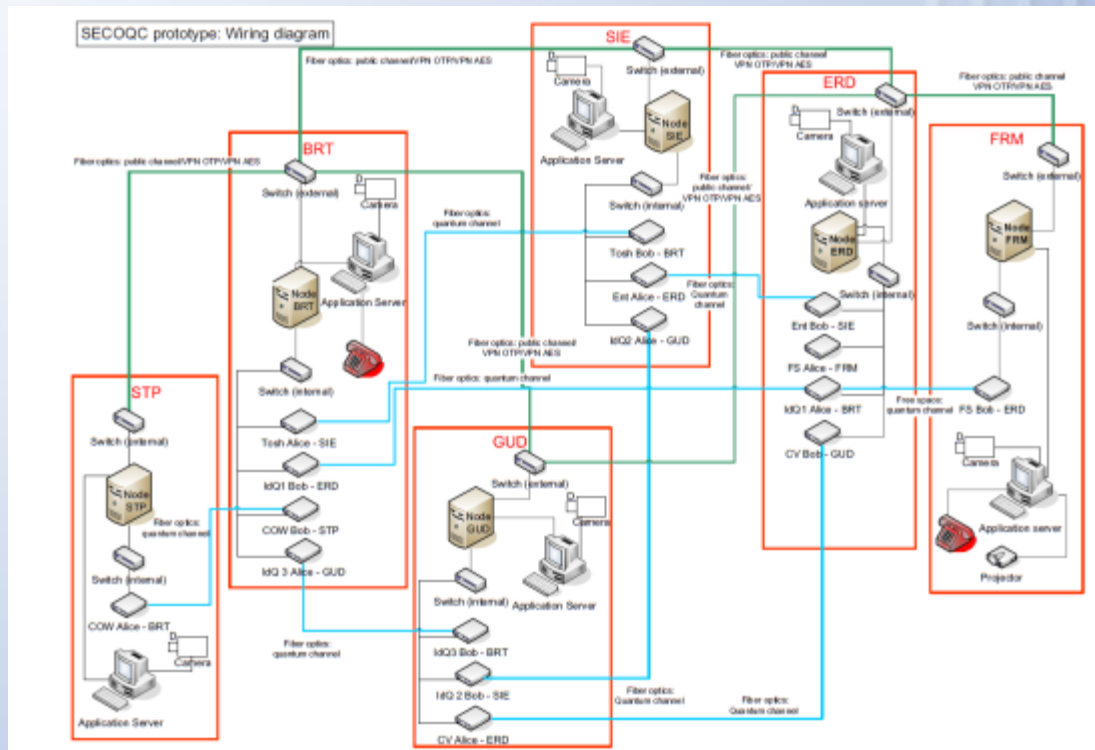 SECOQC prototype: Wiring diagram
SIE
Switch (external)
Camera
Node
SIE
Application Server
Switch (internal)
Tosh Bob - BRT
Ent Alice - ERD
IdQ2 Alice - GUD
Fiber optics: public channel/VPN OTP/VPN AES
Fiber optics: public channel/
VPN OTP/VPN AES
ERD
Switch (external)
Camera
Application server
Node
ERD
Switch (internal)
Ent Bob - SIE
FS Alice - FRM
IdQ1 Alice - BRT
CV Bob - GUD
Fiber optics: public channel
VPN OTP/VPN AES
FRM
Switch (external)
Node
FRM
Switch (internal)
FS Bob - ERD
Camera
Application server
Projector
BRT
Fiber optics: public channel/VPN OTP/VPN AES
Switch (external)
Camera
Node
BRT
Application Server
Switch (internal)
Tosh Alice - SIE
IdQ1 Bob - ERD
COW Bob - STP
IdQ 3 Alice - GUD
Fiber optics:
quantum channel
Fiber optics:
public channel/
VPN OTP/VPN AES
Fiber optics:
Quantum
channel
Fiber optics: public channel/
VPN OTP/VPN AES
Fiber optics: quantum channel
Free space:
quantum channel
STP
Switch (external)
Node
STP
Switch (internal)
COW Alice - BRT
Camera
Application Server
Fiber optics:
quantum channel
GUD
Switch (external)
Camera
Node
GUD
Application Server
Switch (internal)
IdQ3 Bob - BRT
IdQ 2 Bob - SIE
CV Alice - ERD
Fiber optics:
quantum channel
Fiber optics:
Quantum channel
Fiber optics:
Quantum channel